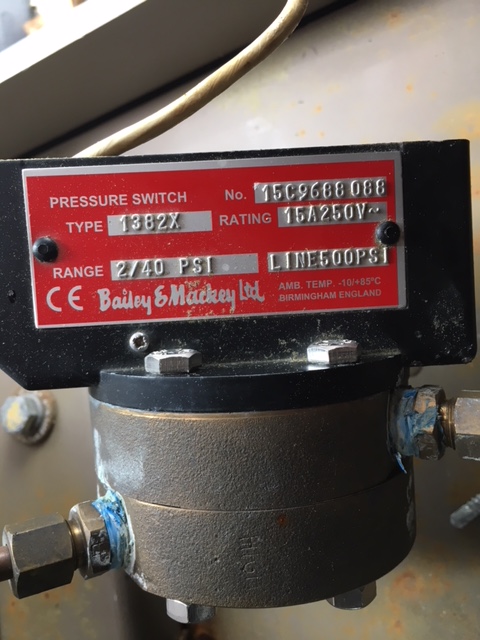 PRESSURE SWITCH No. 15C9688 088
TYPE 1382X RATING 15A250V~
RANGE 2/40 PSI LINE500PSI
CE Bailey & Mackey Ltd. AMB. TEMP. -10/+85°C
BIRMINGHAM ENGLAND